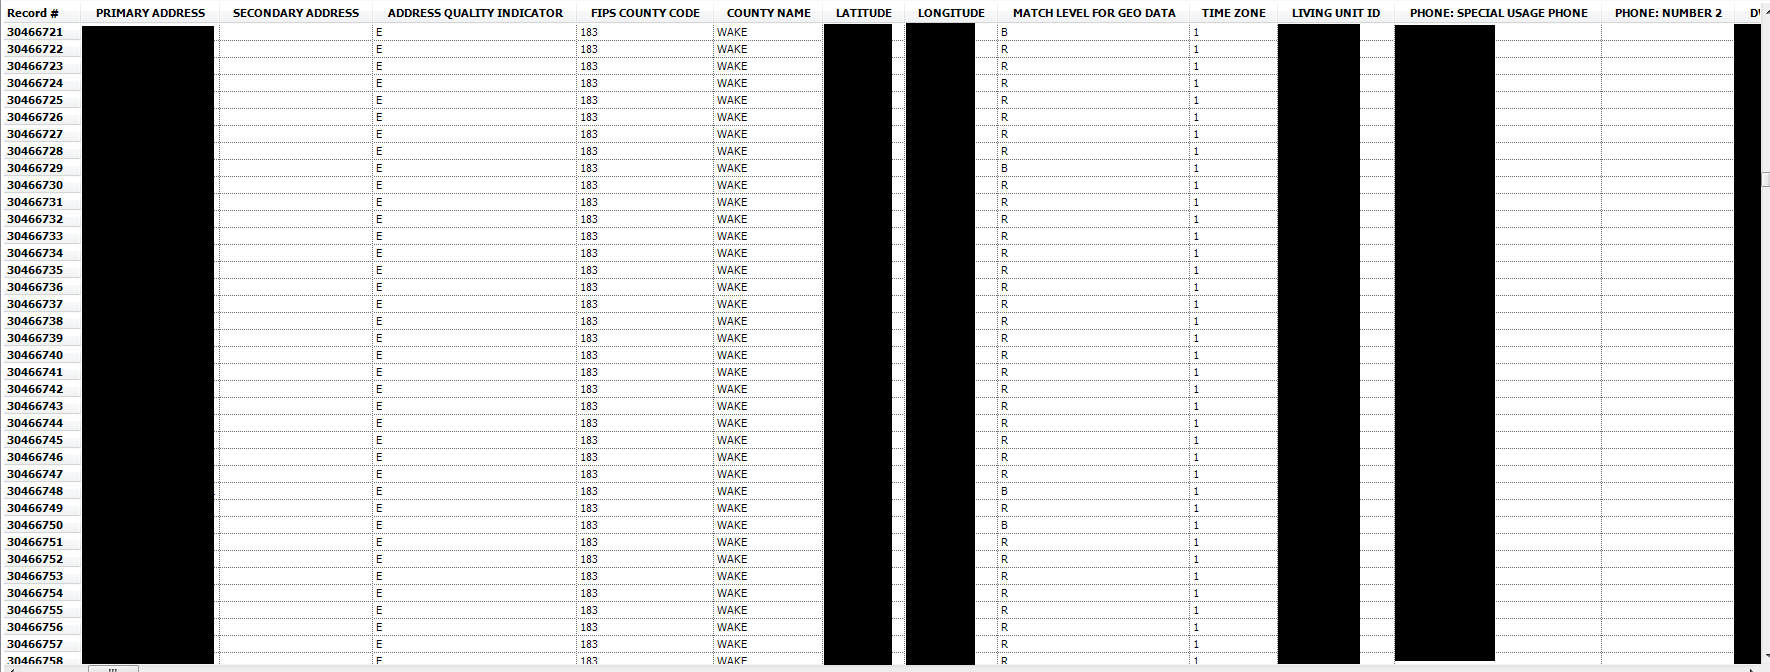 Record # PRIMARY ADDRESS SECONDARY ADDRESS ADDRESS QUALITY INDICATOR FIPS COUNTY CODE COUNTY NAME LATITUDE LONGITUDE MATCH LEVEL FOR GEO DATA TIME ZONE LIVING UNIT ID PHONE: SPECIAL USAGE PHONE PHONE: NUMBER 2
30466721 E 183 WAKE B 1
30466722 E 183 WAKE R 1
30466723 E 183 WAKE R 1
30466724 E 183 WAKE R 1
30466725 E 183 WAKE R 1
30466726 E 183 WAKE R 1
30466727 E 183 WAKE R 1
30466728 E 183 WAKE R 1
30466729 E 183 WAKE B 1
30466730 E 183 WAKE R 1
30466731 E 183 WAKE R 1
30466732 E 183 WAKE R 1
30466733 E 183 WAKE R 1
30466734 E 183 WAKE R 1
30466735 E 183 WAKE R 1
30466736 E 183 WAKE R 1
30466737 E 183 WAKE R 1
30466738 E 183 WAKE R 1
30466739 E 183 WAKE R 1
30466740 E 183 WAKE R 1
30466741 E 183 WAKE R 1
30466742 E 183 WAKE R 1
30466743 E 183 WAKE R 1
30466744 E 183 WAKE R 1
30466745 E 183 WAKE R 1
30466746 E 183 WAKE R 1
30466747 E 183 WAKE R 1
30466748 E 183 WAKE B 1
30466749 E 183 WAKE R 1
30466750 E 183 WAKE B 1
30466751 E 183 WAKE R 1
30466752 E 183 WAKE R 1
30466753 E 183 WAKE R 1
30466754 E 183 WAKE R 1
30466755 E 183 WAKE R 1
30466756 E 183 WAKE R 1
30466757 E 183 WAKE R 1
30466758 E 183 WAKE R 1